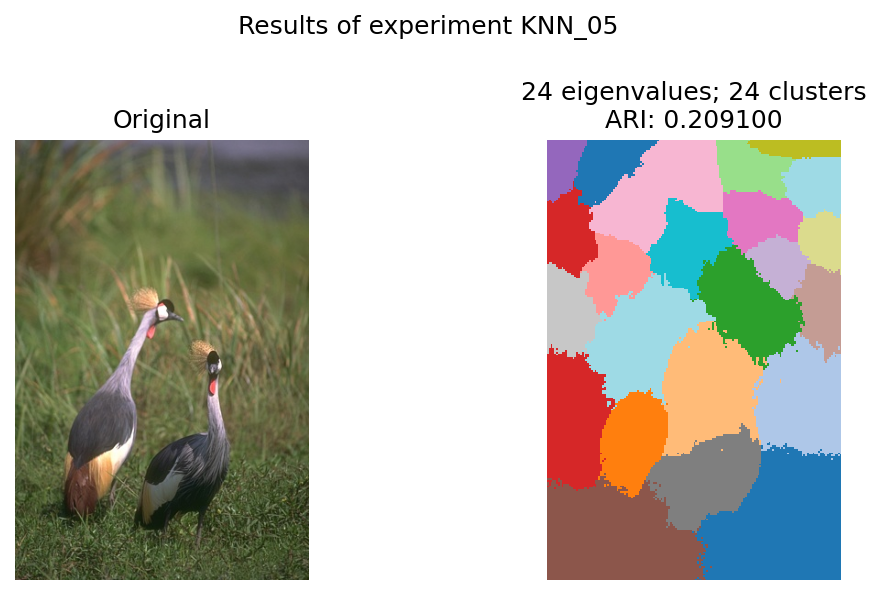 Results of experiment KNN_05
Original
24 eigenvalues; 24 clusters
ARI: 0.209100